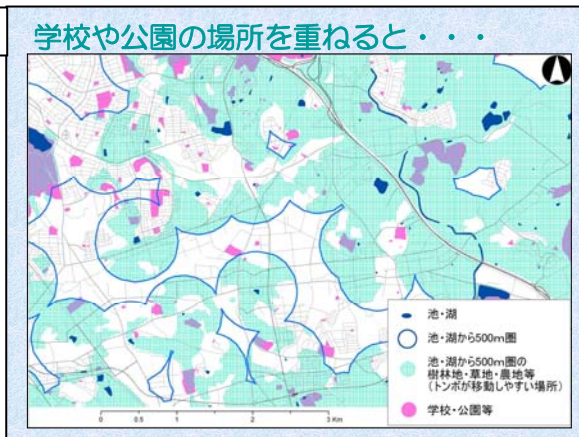 学校や公園の場所を重ねると・・・
池・湖
池・湖から500m圏
池・湖から500m圏の
樹林地・草地・農地等
(トンボが移動しやすい場所)
学校・公園等
0 0.5 1 2 3 Km